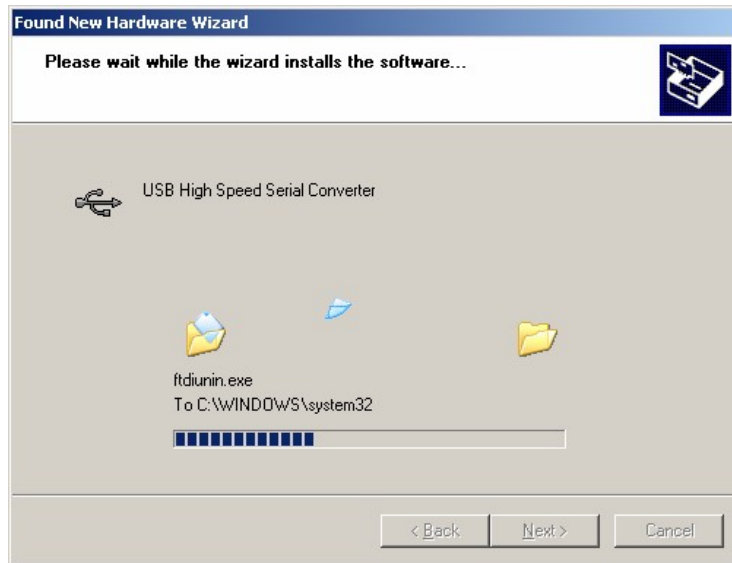 Found New Hardware Wizard
Please wait while the wizard installs the software...
USB High Speed Serial Converter
ftdiunin.exe
To C:\WINDOWS\system32
< Back Next > Cancel